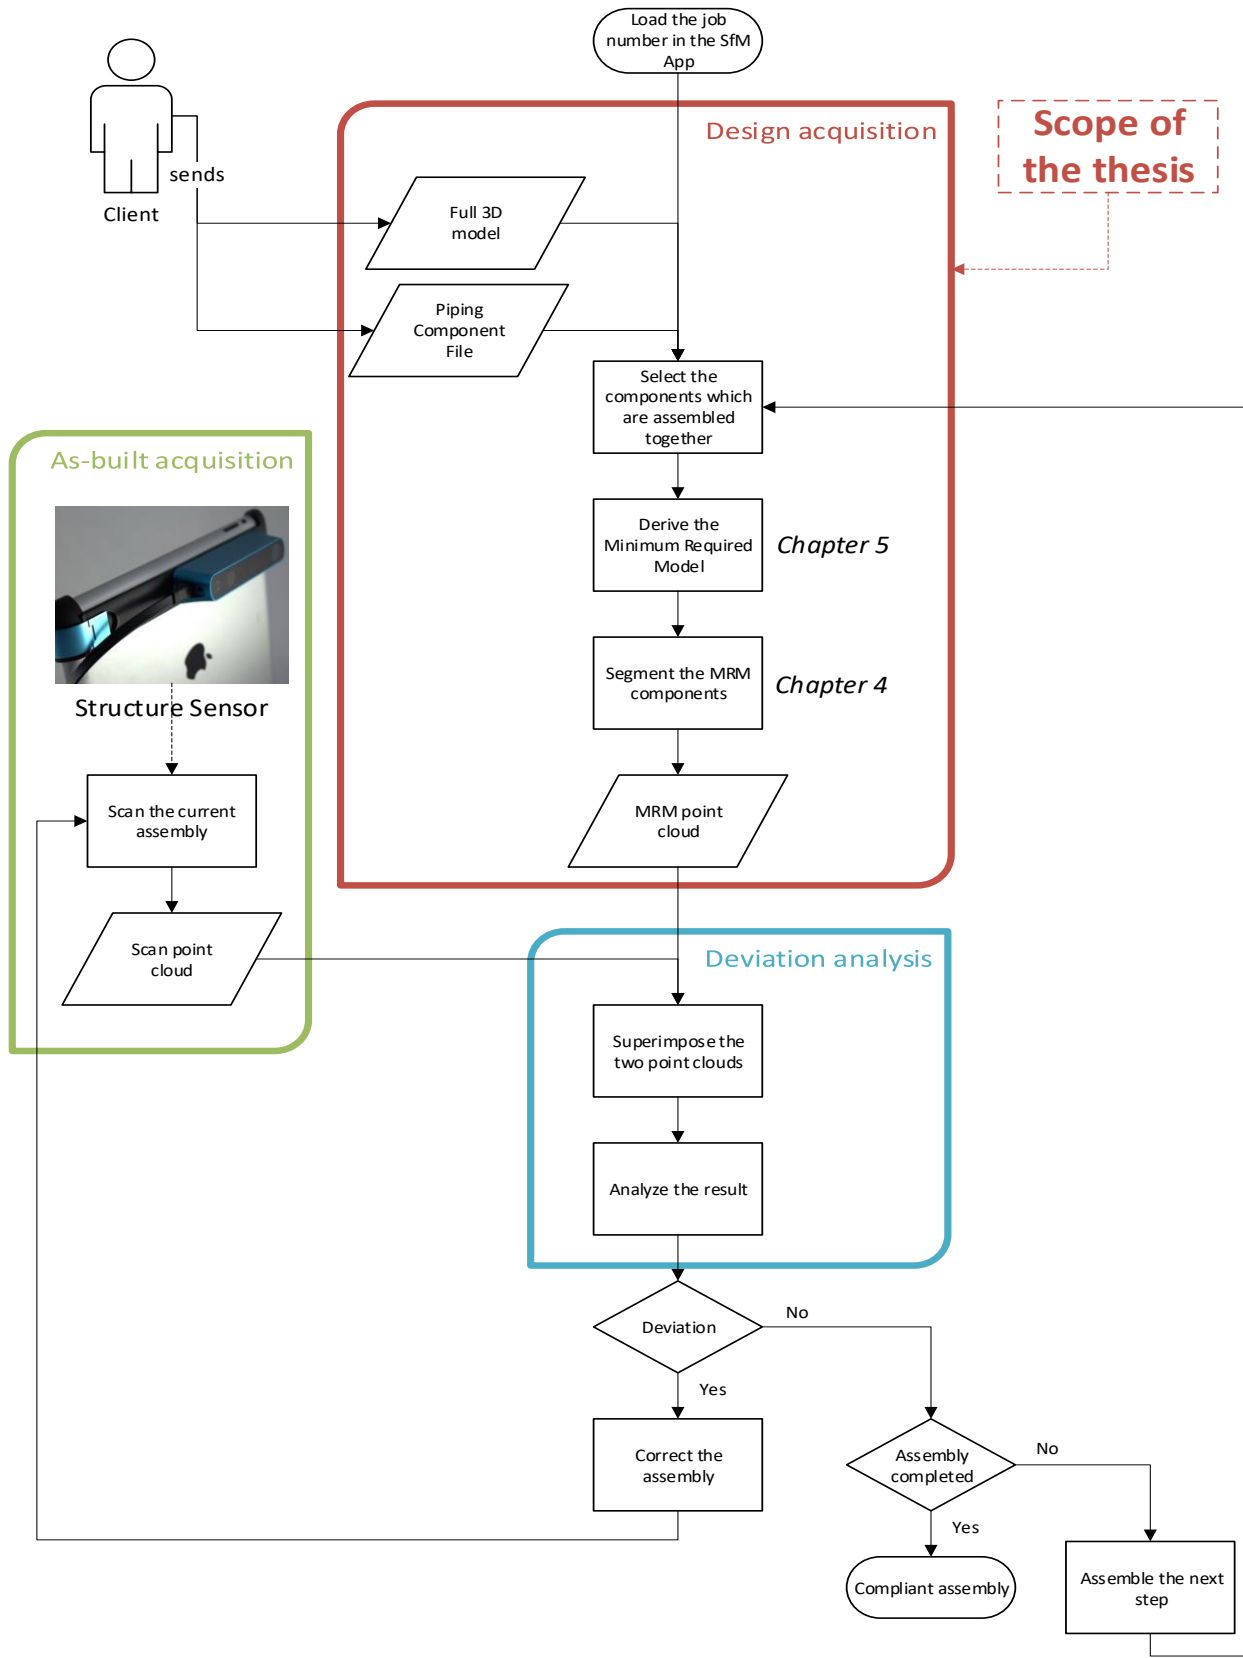 Load the job
number in the SfM
App
Design acquisition
Scope of
the thesis
sends
Client
Full 3D
model
Piping
Component
File
Select the
components which
are assembled
together
As-built acquisition
Derive the
Minimum Required
Model
Chapter 5
Segment the MRM
components
Chapter 4
Structure Sensor
Scan the current
assembly
MRM point
cloud
Scan point
cloud
Deviation analysis
Superimpose the
two point clouds
Analyze the result
Deviation
No
Yes
Correct the
assembly
Assembly
completed
No
Yes
Compliant assembly
Assemble the next
step